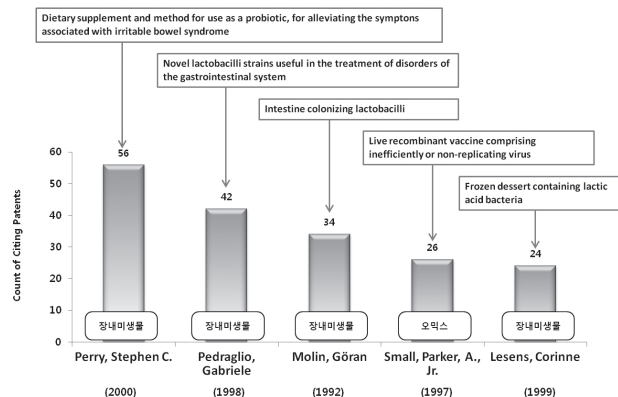 Dietary supplement and method for use as a probiotic, for alleviating the symptons
associated with irritable bowel syndrome
Novel lactobacilli strains useful in the treatment of disorders of
the gastrointestinal system
Intestine colonizing lactobacilli
Live recombinant vaccine comprising
inefficiently or non-replicating virus
Frozen dessert containing lactic
acid bacteria
Count of Citing Patents
60
50
40
30
20
10
0
56
42
34
26
24
장내미생물
장내미생물
장내미생물
오믹스
장내미생물
Perry, Stephen C.
(2000)
Pedraglio,
Gabriele
(1998)
Molin, Göran
(1992)
Small, Parker, A.,
Jr.
(1997)
Lesens, Corinne
(1999)